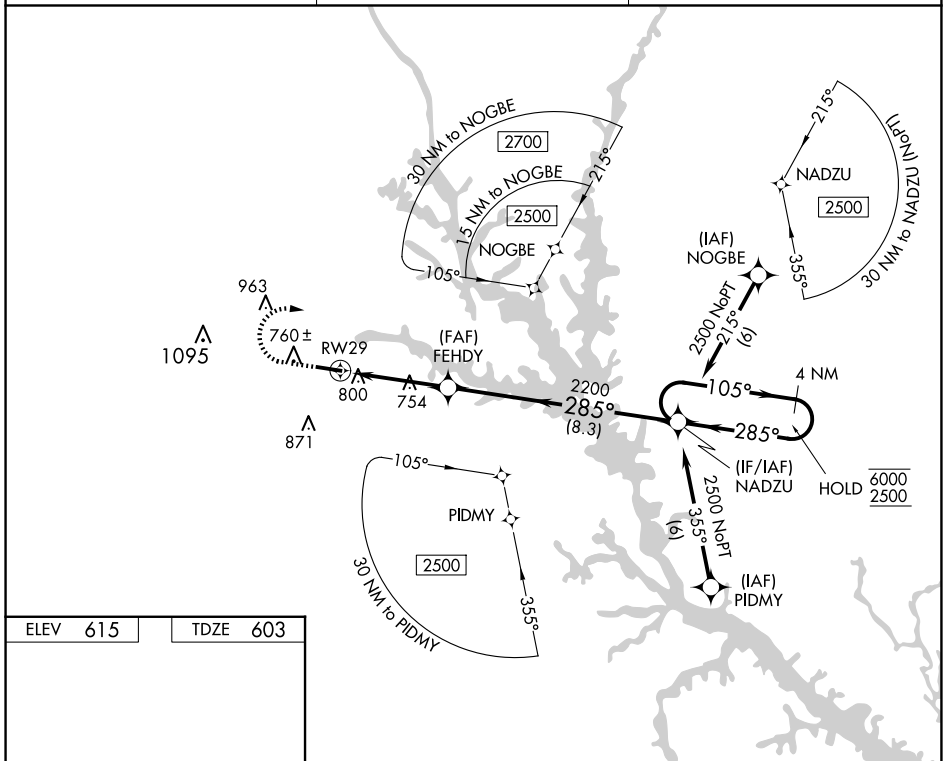 30 NM to NOGBE
2700
215°
15 NM to NOGBE
2500
NOGBE
105°
215°
NADZU
2500
355°
30 NM to NADZU (NoPT)
(IAF)
NOGBE
2500 NoPT
215°
(6)
963
1095
760±
RW29
800
754
871
(FAF)
FEHDY
2200
285°
(8.3)
105°
4 NM
285°
(IF/IAF)
NADZU
HOLD
6000
2500
2500 NoPT
355°
(6)
(IAF)
PIDMY
105°
PIDMY
2500
355°
30 NM to PIDMY
ELEV 615
TDZE 603